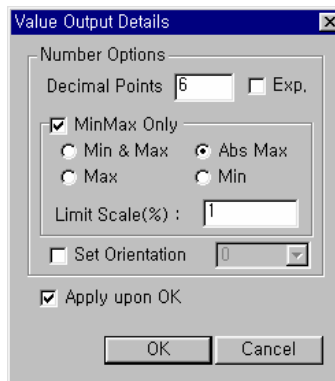 Value Output Details
Number Options
Decimal Points 6 Exp.
MinMax Only
Min & Max Abs Max
Max Min
Limit Scale(%) : 1
Set Orientation 0
Apply upon OK
OK Cancel